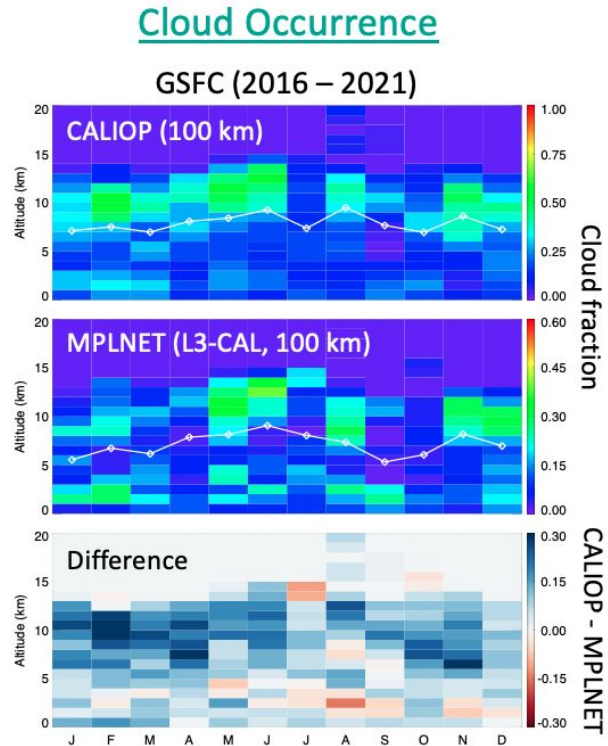 Cloud Occurrence
GSFC (2016 – 2021)
CALIOP (100 km)
Altitude (km)
20
15
10
5
0
1.00
0.75
0.50
0.25
0.00
MPLNET (L3-CAL, 100 km)
Altitude (km)
20
15
10
5
0
0.60
0.45
0.30
0.15
0.00
Cloud fraction
Difference
Altitude (km)
20
15
10
5
0
0.30
0.15
0.00
-0.15
-0.30
CALIOP - MPLNET
J F M A M J J A S O N D